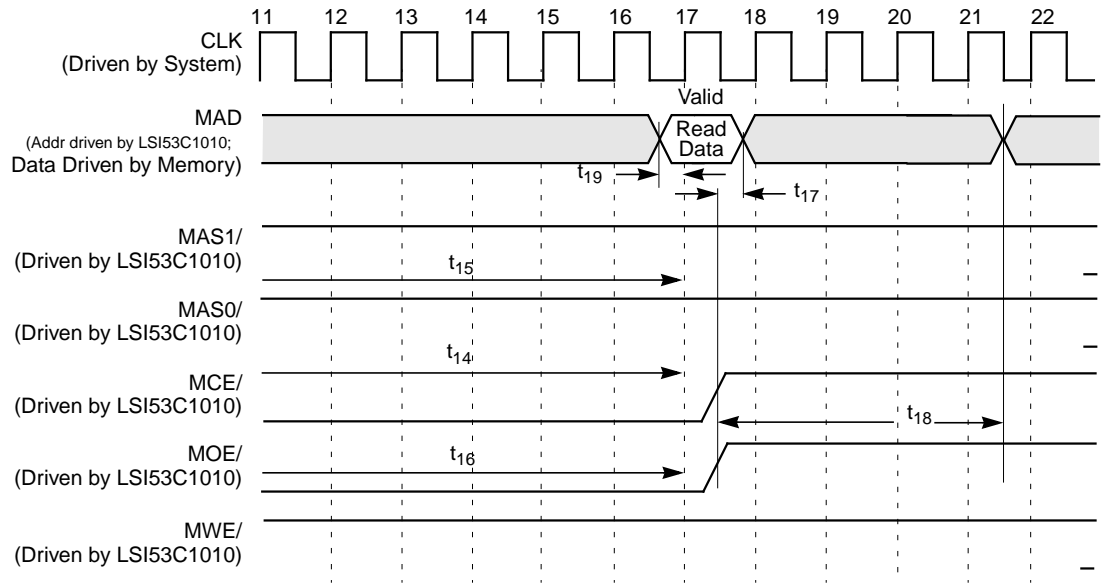 11 12 13 14 15 16 17 18 19 20 21 22
CLK
(Driven by System)
Valid
MAD
(Addr driven by LSI53C1010;
Data Driven by Memory)
Read
Data
t19
t17
MAS1/
(Driven by LSI53C1010)
t15
MAS0/
(Driven by LSI53C1010)
t14
MCE/
(Driven by LSI53C1010)
t18
MOE/
(Driven by LSI53C1010)
t16
MWE/
(Driven by LSI53C1010)